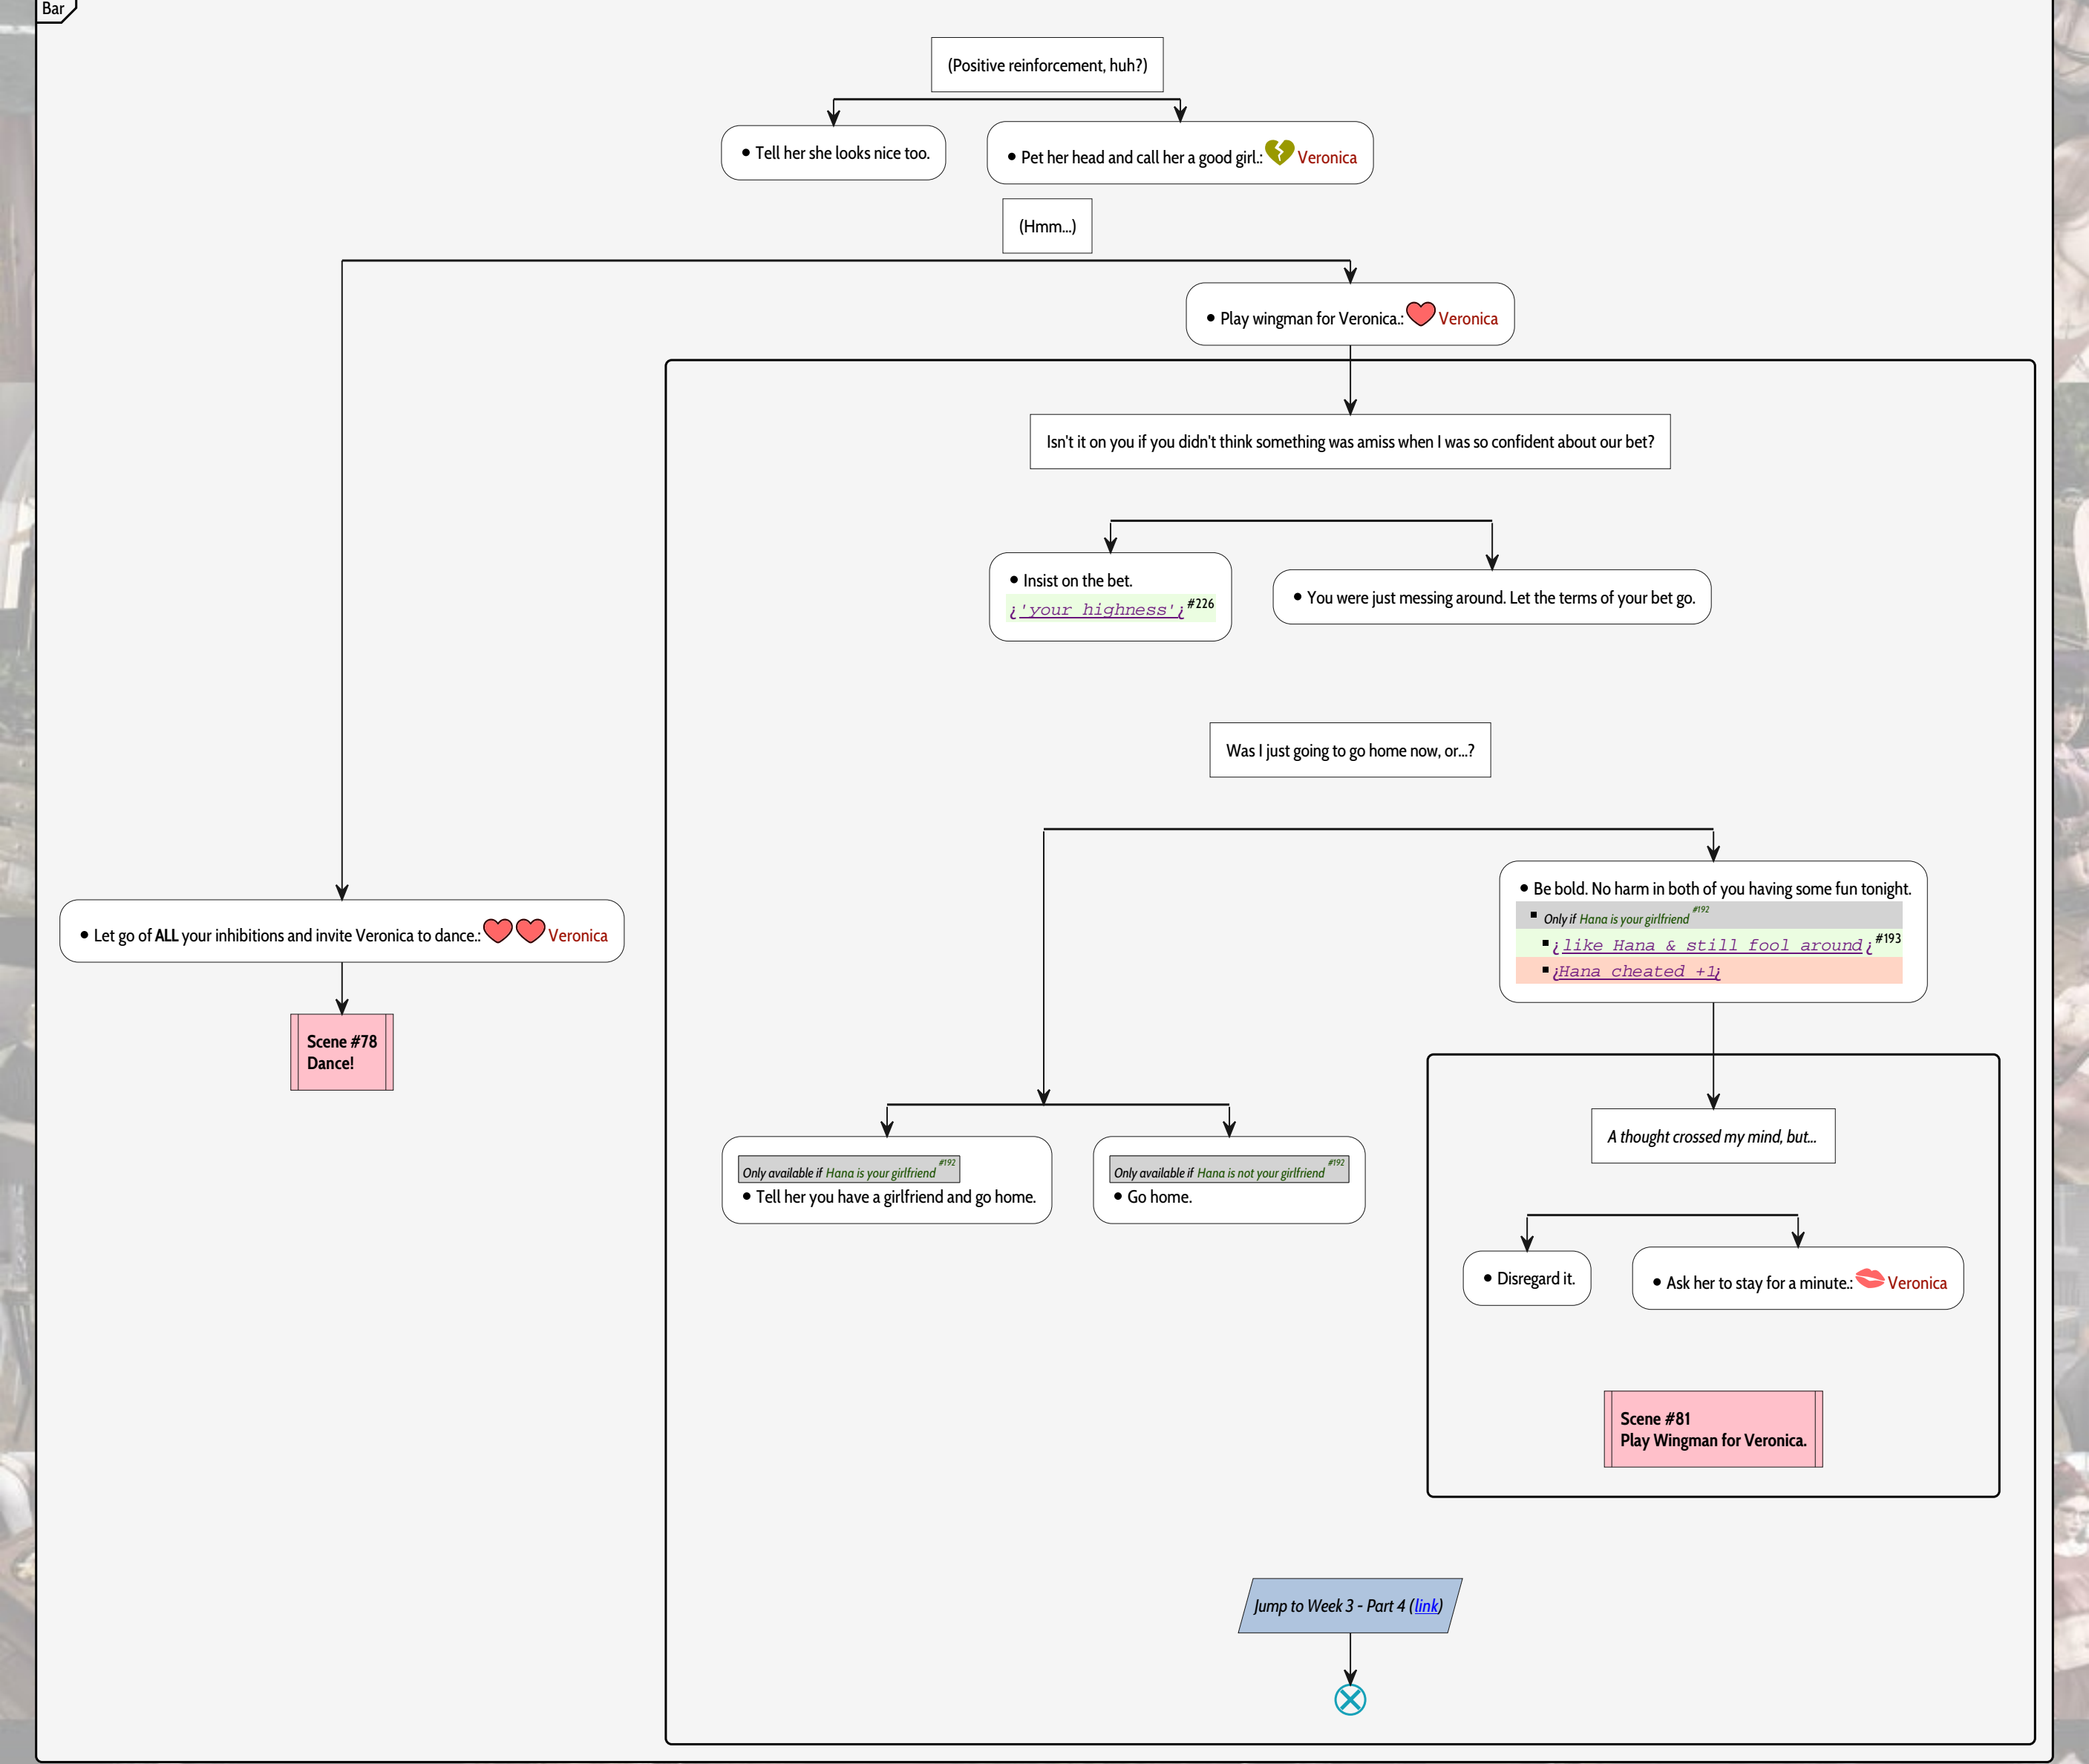 Bar
(Positive reinforcement, huh?)
• Tell her she looks nice too.
• Pet her head and call her a good girl.: Veronica
(Hmm...)
• Play wingman for Veronica.: Veronica
Isn't it on you if you didn't think something was amiss when I was so confident about our bet?
• Insist on the bet.
¿'your highness'¿ #226
• You were just messing around. Let the terms of your bet go.
Was I just going to go home now, or...?
• Be bold. No harm in both of you having some fun tonight.
▪ Only if Hana is your girlfriend #192
▪ ¿like Hana & still fool around¿ #193
▪ ¿Hana cheated +1¿
• Let go of ALL your inhibitions and invite Veronica to dance.: Veronica
Scene #78
Dance!
Only available if Hana is your girlfriend #192
• Tell her you have a girlfriend and go home.
Only available if Hana is not your girlfriend #192
• Go home.
A thought crossed my mind, but...
• Disregard it.
• Ask her to stay for a minute.: Veronica
Scene #81
Play Wingman for Veronica.
Jump to Week 3 - Part 4 (link)